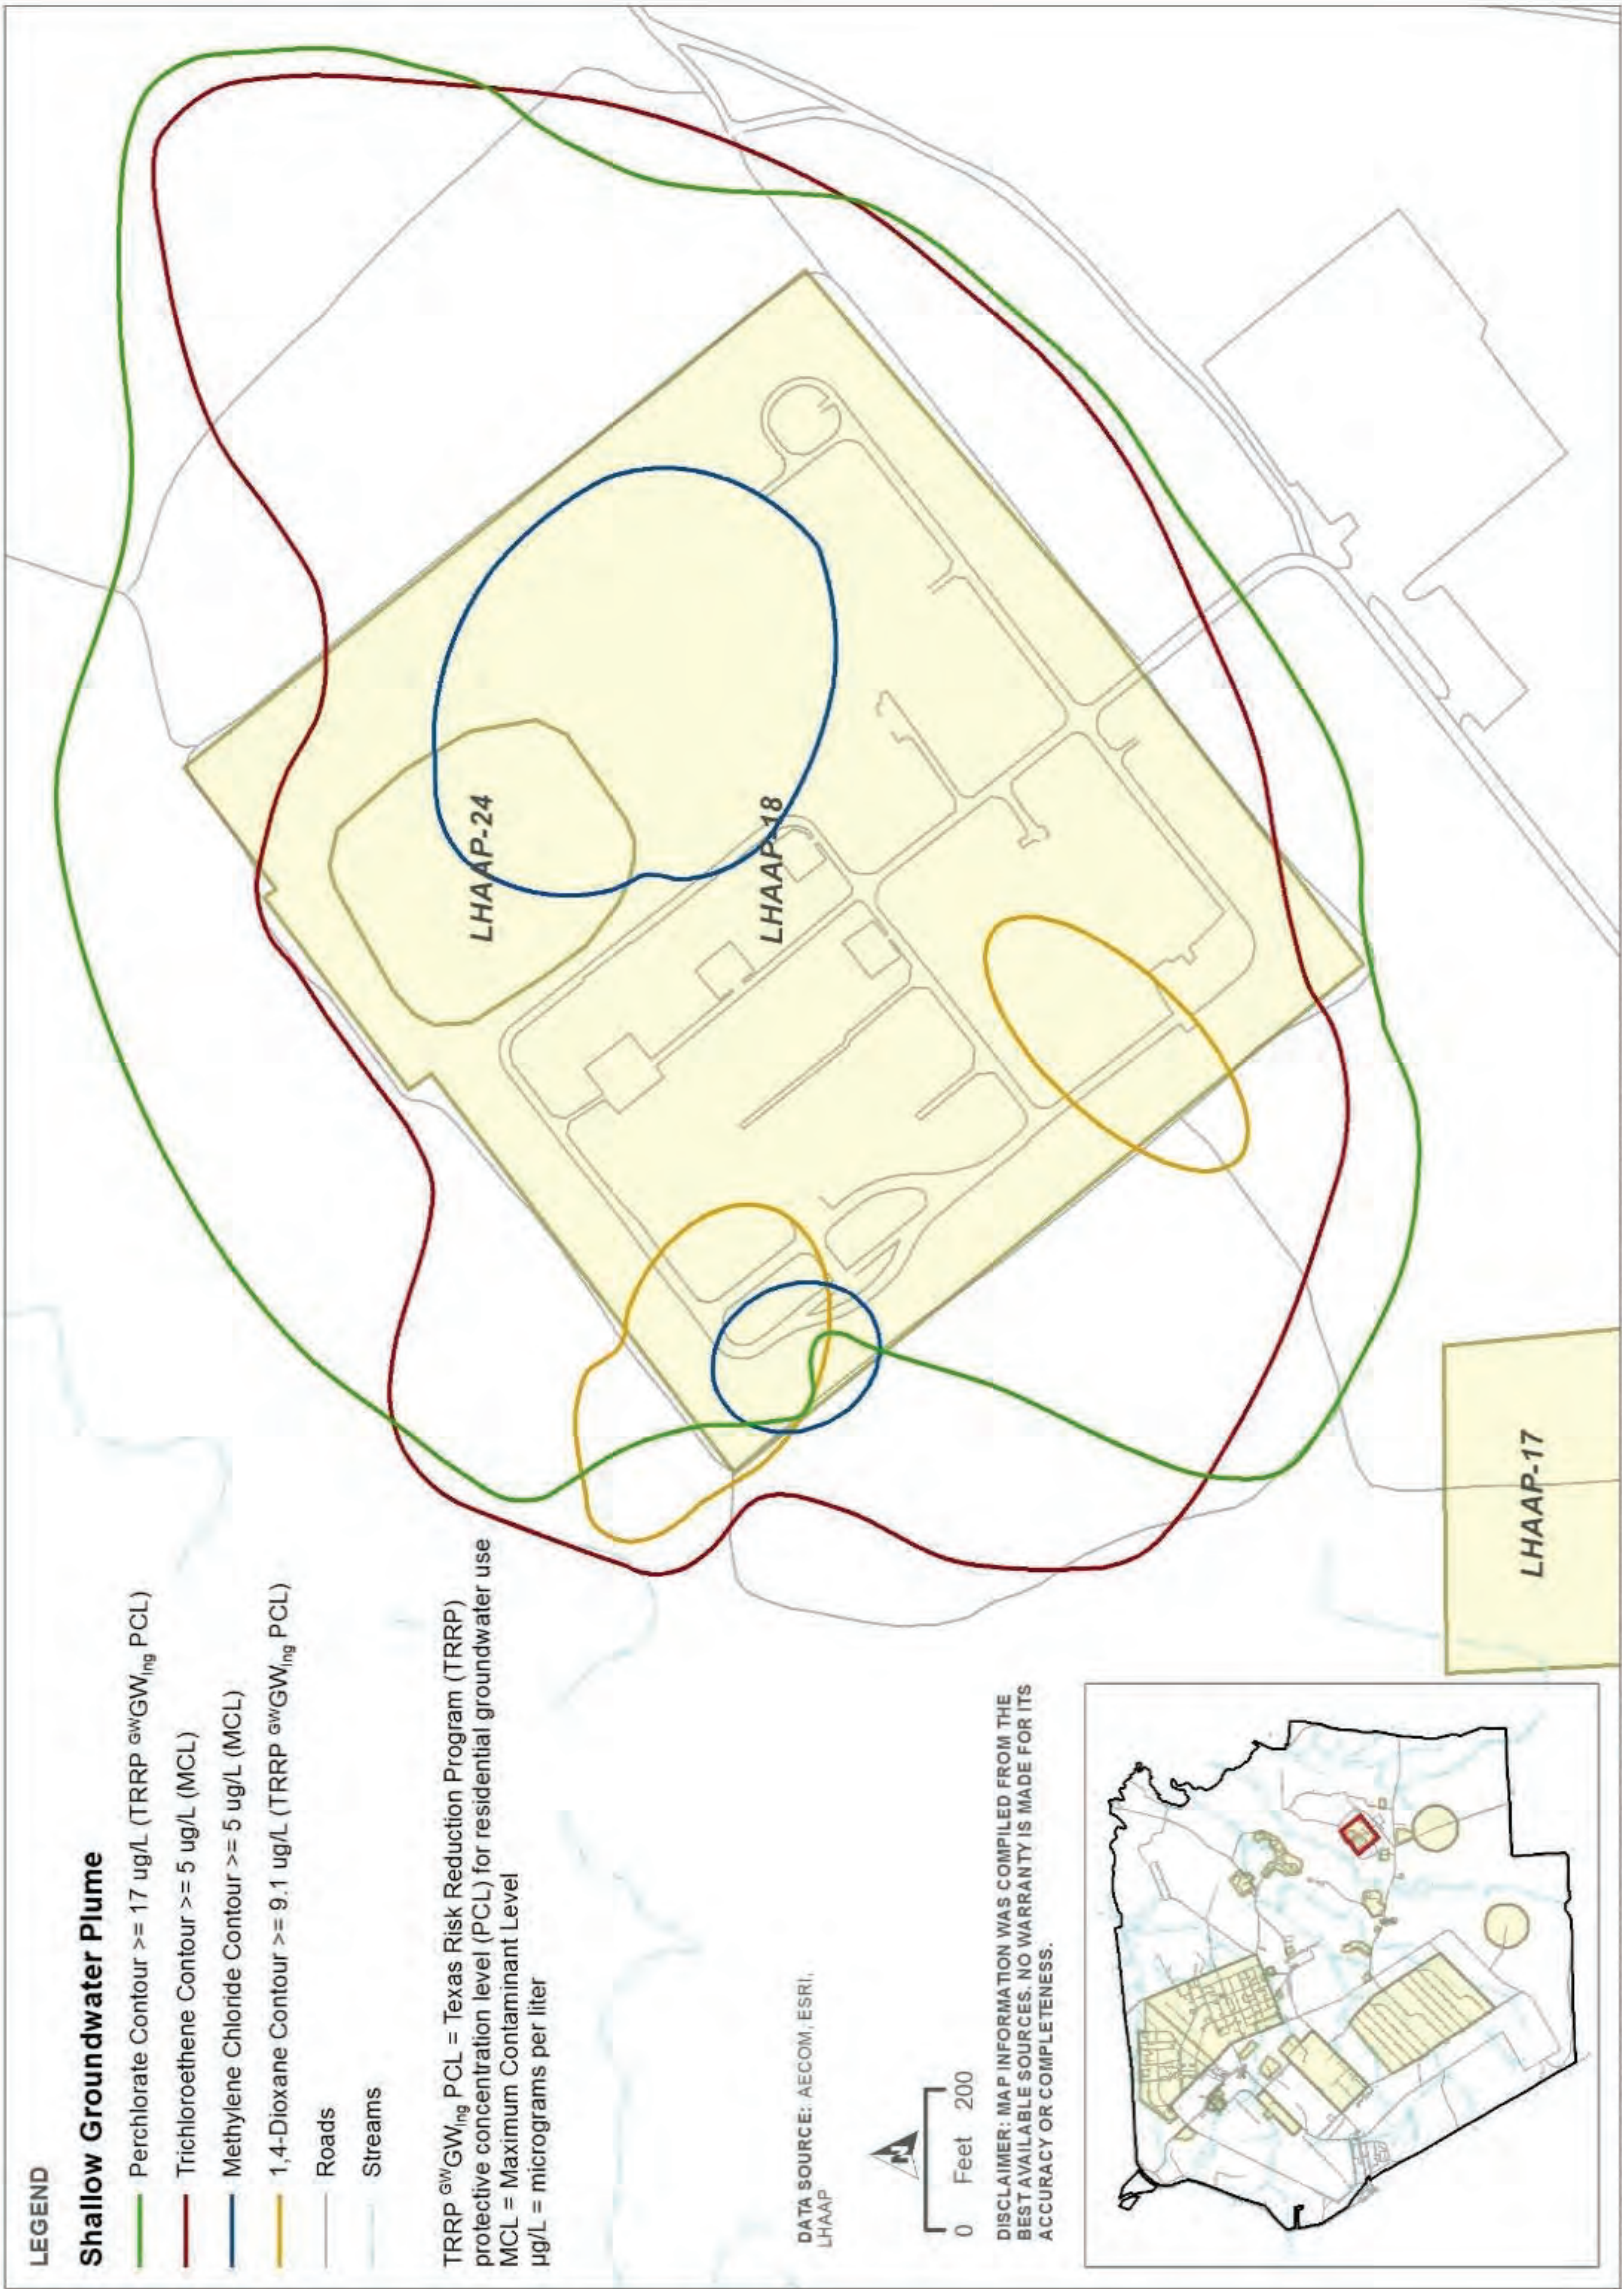 LEGEND
Shallow Groundwater Plume
Perchlorate Contour >= 17 ug/L (TRRP GWGWIng PCL)
Trichloroethene Contour >= 5 ug/L (MCL)
Methylene Chloride Contour >= 5 ug/L (MCL)
1,4-Dioxane Contour >= 9.1 ug/L (TRRP GWGWIng PCL)
Roads
Streams
TRRP GWGWIng PCL = Texas Risk Reduction Program (TRRP)
protective concentration level (PCL) for residential groundwater use
MCL = Maximum Contaminant Level
µg/L = micrograms per liter
DATA SOURCE: AECOM, ESRI,
LHAAP
N
0 Feet 200
DISCLAIMER: MAP INFORMATION WAS COMPILED FROM THE
BEST AVAILABLE SOURCES. NO WARRANTY IS MADE FOR ITS
ACCURACY OR COMPLETENESS.
LHAAP-24
LHAAP-18
LHAAP-17